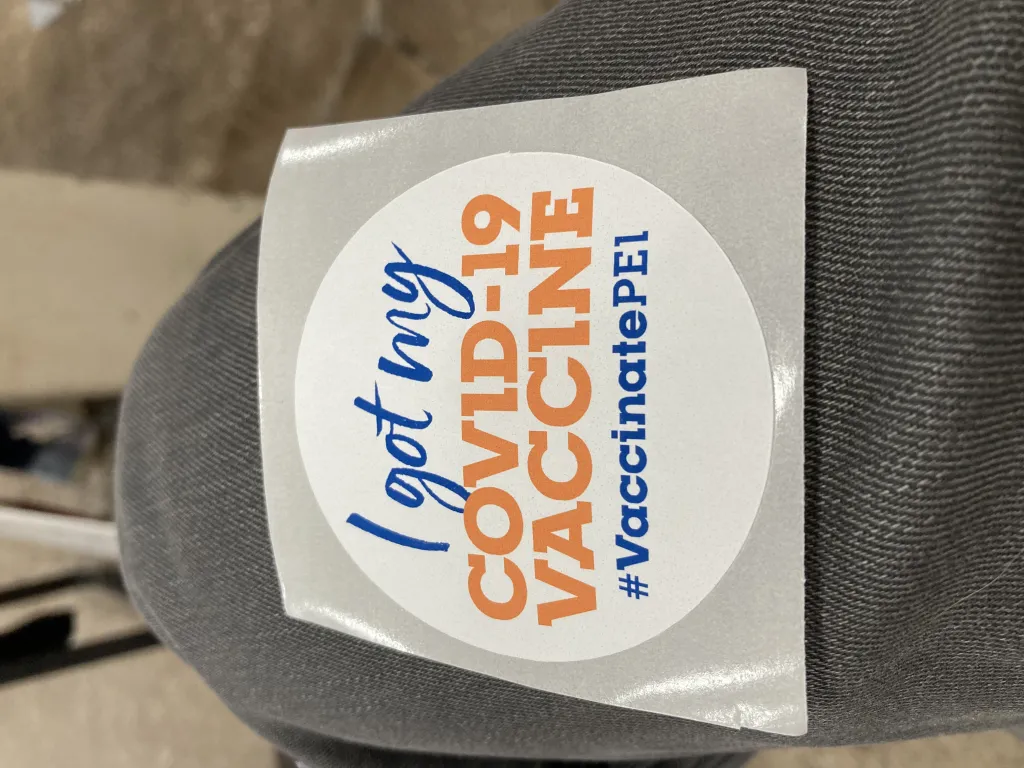 I got my
COVID-19
VACCINE
#VaccinatePEI